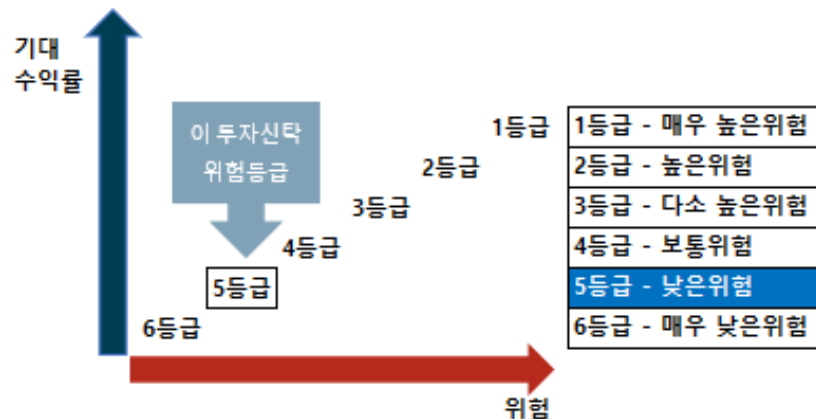 기대
수익률
이 투자신탁
위험등급
1등급
2등급
3등급
4등급
5등급
6등급
위험
1등급 - 매우 높은위험
2등급 - 높은위험
3등급 - 다소 높은위험
4등급 - 보통위험
5등급 - 낮은위험
6등급 - 매우 낮은위험